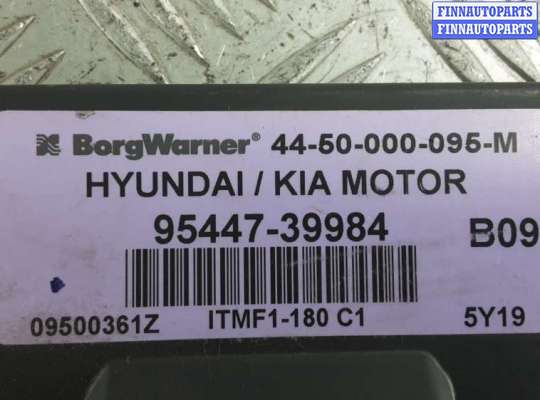 FINNAUTOPARTS
FINNAUTOPARTS
BorgWarner® 44-50-000-095-M
HYUNDAI / KIA MOTOR
95447-39984 B09
09500361Z ITMF1-180 C1 5Y19